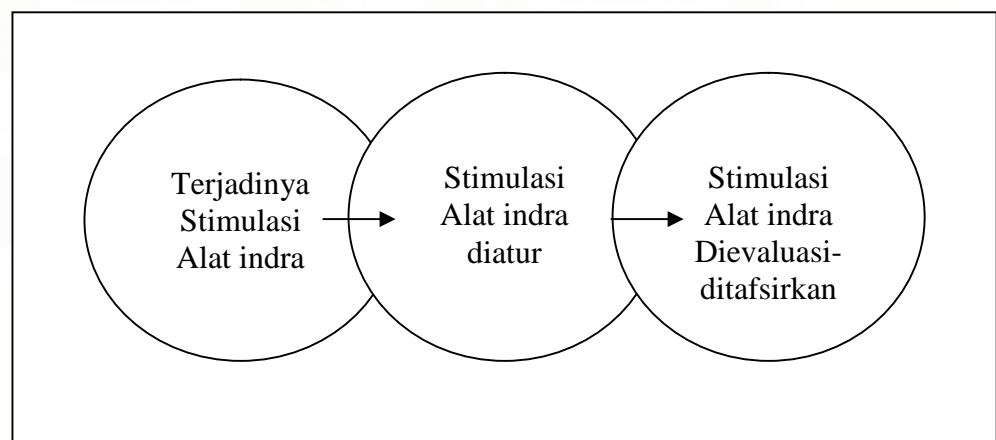 Terjadinya
Stimulasi
Alat indra
Stimulasi
Alat indra
diatur
Stimulasi
Alat indra
Dievaluasi-
ditafsirkan